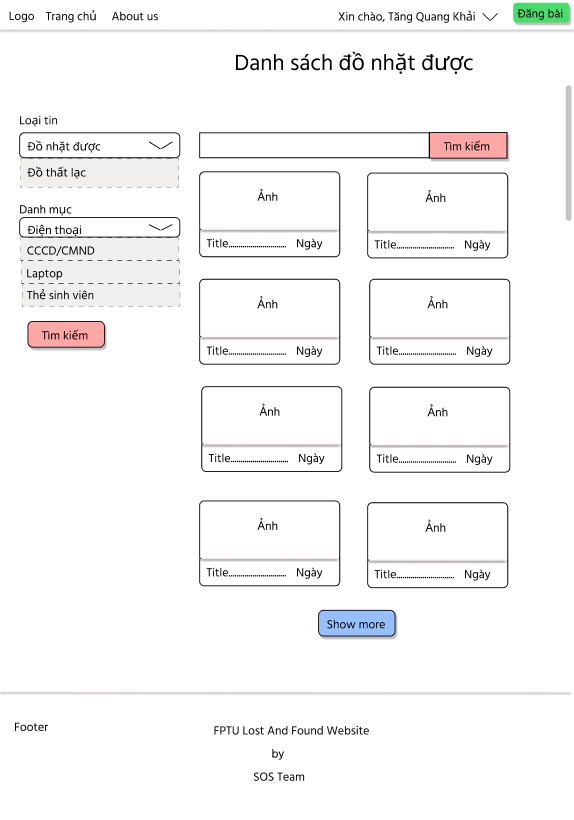 Logo Trang chủ About us Xin chào, Tăng Quang Khải Đăng bài
Danh sách đồ nhặt được
Loại tin
Đồ nhặt được
Đồ thất lạc
Danh mục
Điện thoại
CCCD/CMND
Laptop
Thẻ sinh viên
Tìm kiếm
Tìm kiếm
Ảnh Ảnh
Title............................ Ngày Title............................ Ngày
Ảnh Ảnh
Title............................ Ngày Title............................ Ngày
Ảnh Ảnh
Title............................ Ngày Title............................ Ngày
Ảnh Ảnh
Title............................ Ngày Title............................ Ngày
Show more
Footer
FPTU Lost And Found Website
by
SOS Team